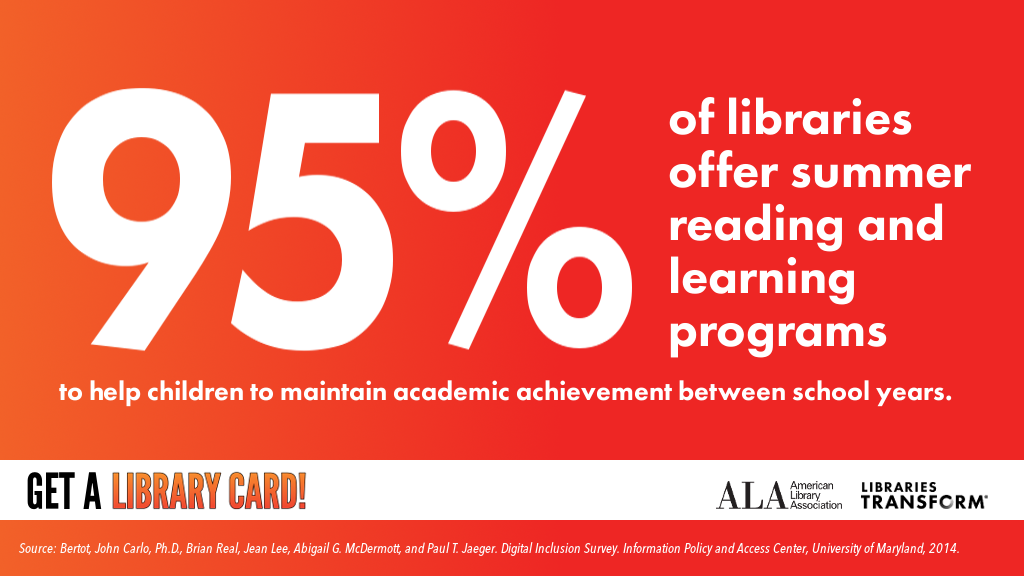 95%
of libraries
offer summer
reading and
learning
programs
to help children to maintain academic achievement between school years.
GET A LIBRARY CARD!
ALA American
Library
Association
LIBRARIES
TRANSFORM®
Source: Bertot, John Carlo, Ph.D., Brian Real, Jean Lee, Abigail G. McDermott, and Paul T. Jaeger. Digital Inclusion Survey. Information Policy and Access Center, University of Maryland, 2014.